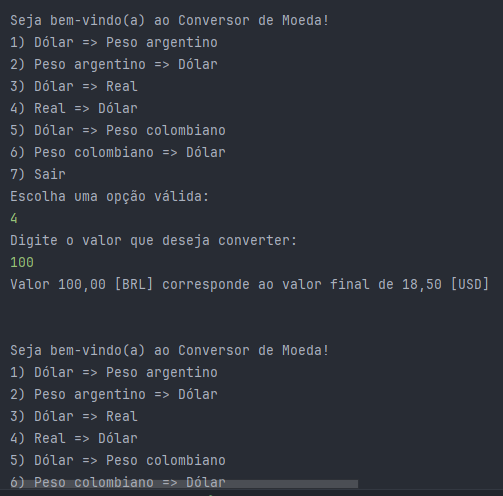 Seja bem-vindo(a) ao Conversor de Moeda!
1) Dólar => Peso argentino
2) Peso argentino => Dólar
3) Dólar => Real
4) Real => Dólar
5) Dólar => Peso colombiano
6) Peso colombiano => Dólar
7) Sair
Escolha uma opção válida:
4
Digite o valor que deseja converter:
100
Valor 100,00 [BRL] corresponde ao valor final de 18,50 [USD]
Seja bem-vindo(a) ao Conversor de Moeda!
1) Dólar => Peso argentino
2) Peso argentino => Dólar
3) Dólar => Real
4) Real => Dólar
5) Dólar => Peso colombiano
6) Peso colombiano => Dólar